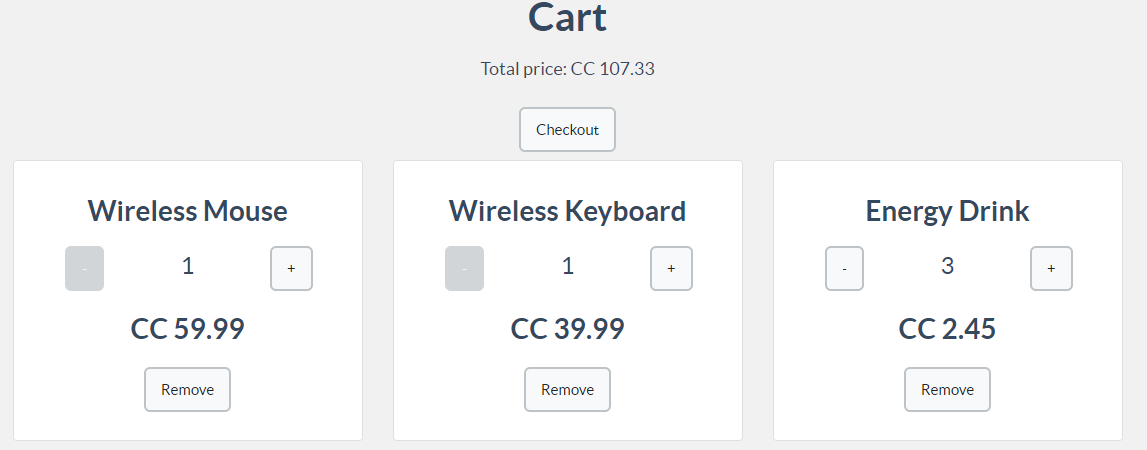 Cart
Total price: CC 107.33
Checkout
Wireless Mouse
- 1 +
CC 59.99
Remove
Wireless Keyboard
- 1 +
CC 39.99
Remove
Energy Drink
- 3 +
CC 2.45
Remove